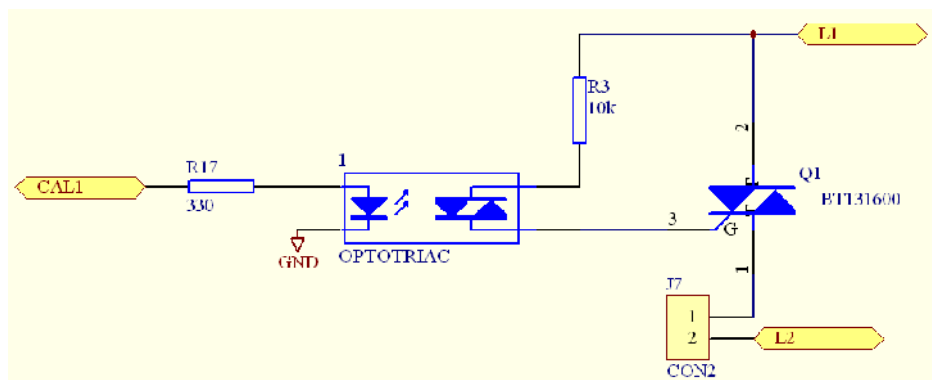 L1
R3
10k
2
1
R17
Q1
CAL1
BT131600
330
3
G
GND
OPTOTRIAC
1
J7
1
2
L2
CON2